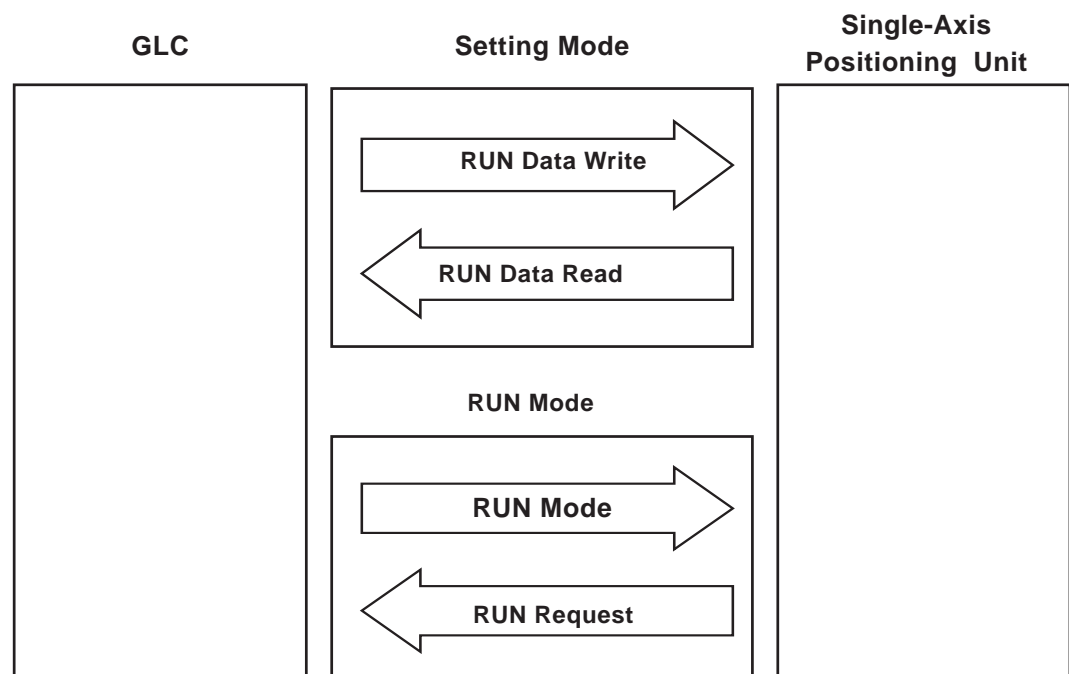 GLC
Setting Mode
Single-Axis
Positioning Unit
RUN Data Write
RUN Data Read
RUN Mode
RUN Mode
RUN Request